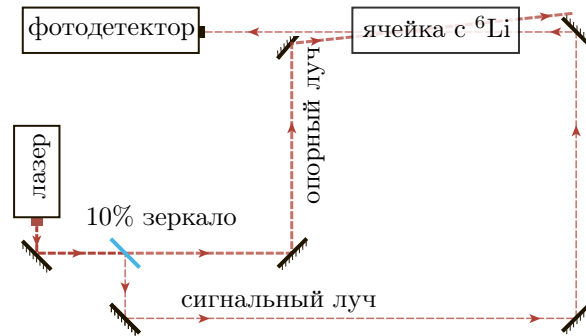 фотодетектор
ячейка с ⁶Li
опорный луч
лазер
10% зеркало
сигнальный луч